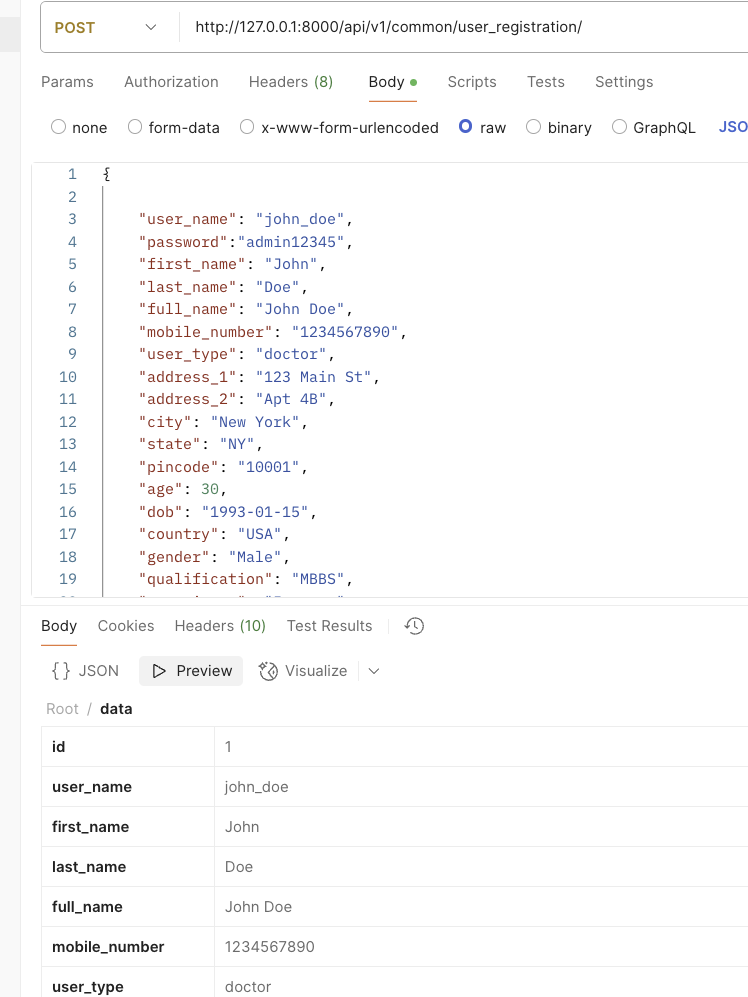 POST http://127.0.0.1:8000/api/v1/common/user_registration/
Params Authorization Headers (8) Body Scripts Tests Settings
none form-data x-www-form-urlencoded raw binary GraphQL JSO
1 {
2
3 "user_name": "john_doe",
4 "password":"admin12345",
5 "first_name": "John",
6 "last_name": "Doe",
7 "full_name": "John Doe",
8 "mobile_number": "1234567890",
9 "user_type": "doctor",
10 "address_1": "123 Main St",
11 "address_2": "Apt 4B",
12 "city": "New York",
13 "state": "NY",
14 "pincode": "10001",
15 "age": 30,
16 "dob": "1993-01-15",
17 "country": "USA",
18 "gender": "Male",
19 "qualification": "MBBS",
Body Cookies Headers (10) Test Results
{} JSON Preview Visualize
Root / data
id 1
user_name john_doe
first_name John
last_name Doe
full_name John Doe
mobile_number 1234567890
user_type doctor